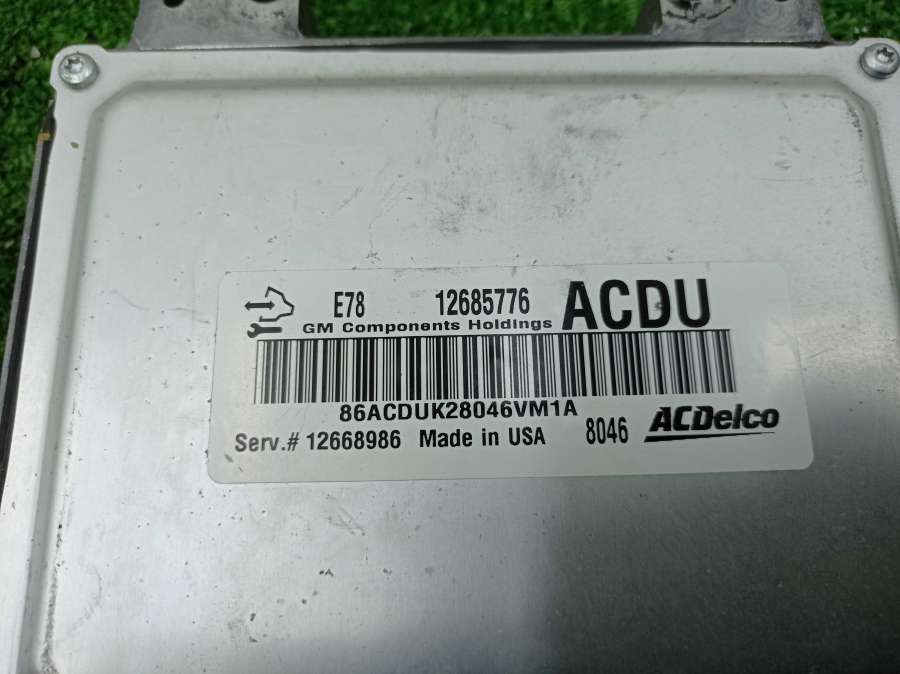 E78 12685776 ACDU
GM Components Holdings
86ACDUK28046VM1A
Serv.# 12668986 Made in USA 8046 ACDelco